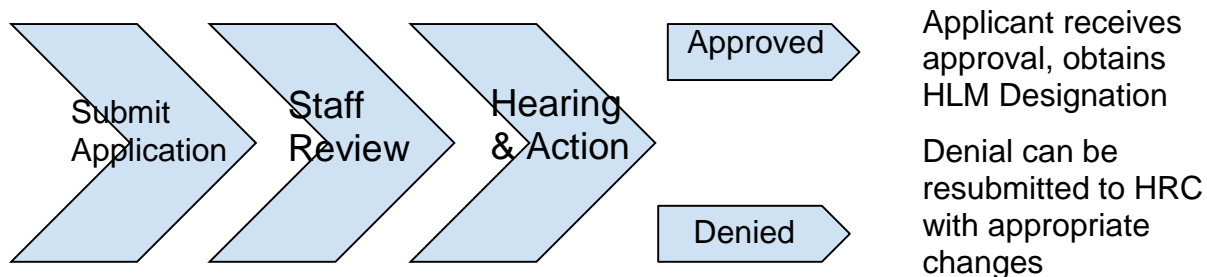 Submit
Application
Staff
Review
Hearing
& Action
Approved
Applicant receives
approval, obtains
HLM Designation
Denied
Denial can be
resubmitted to HRC
with appropriate
changes